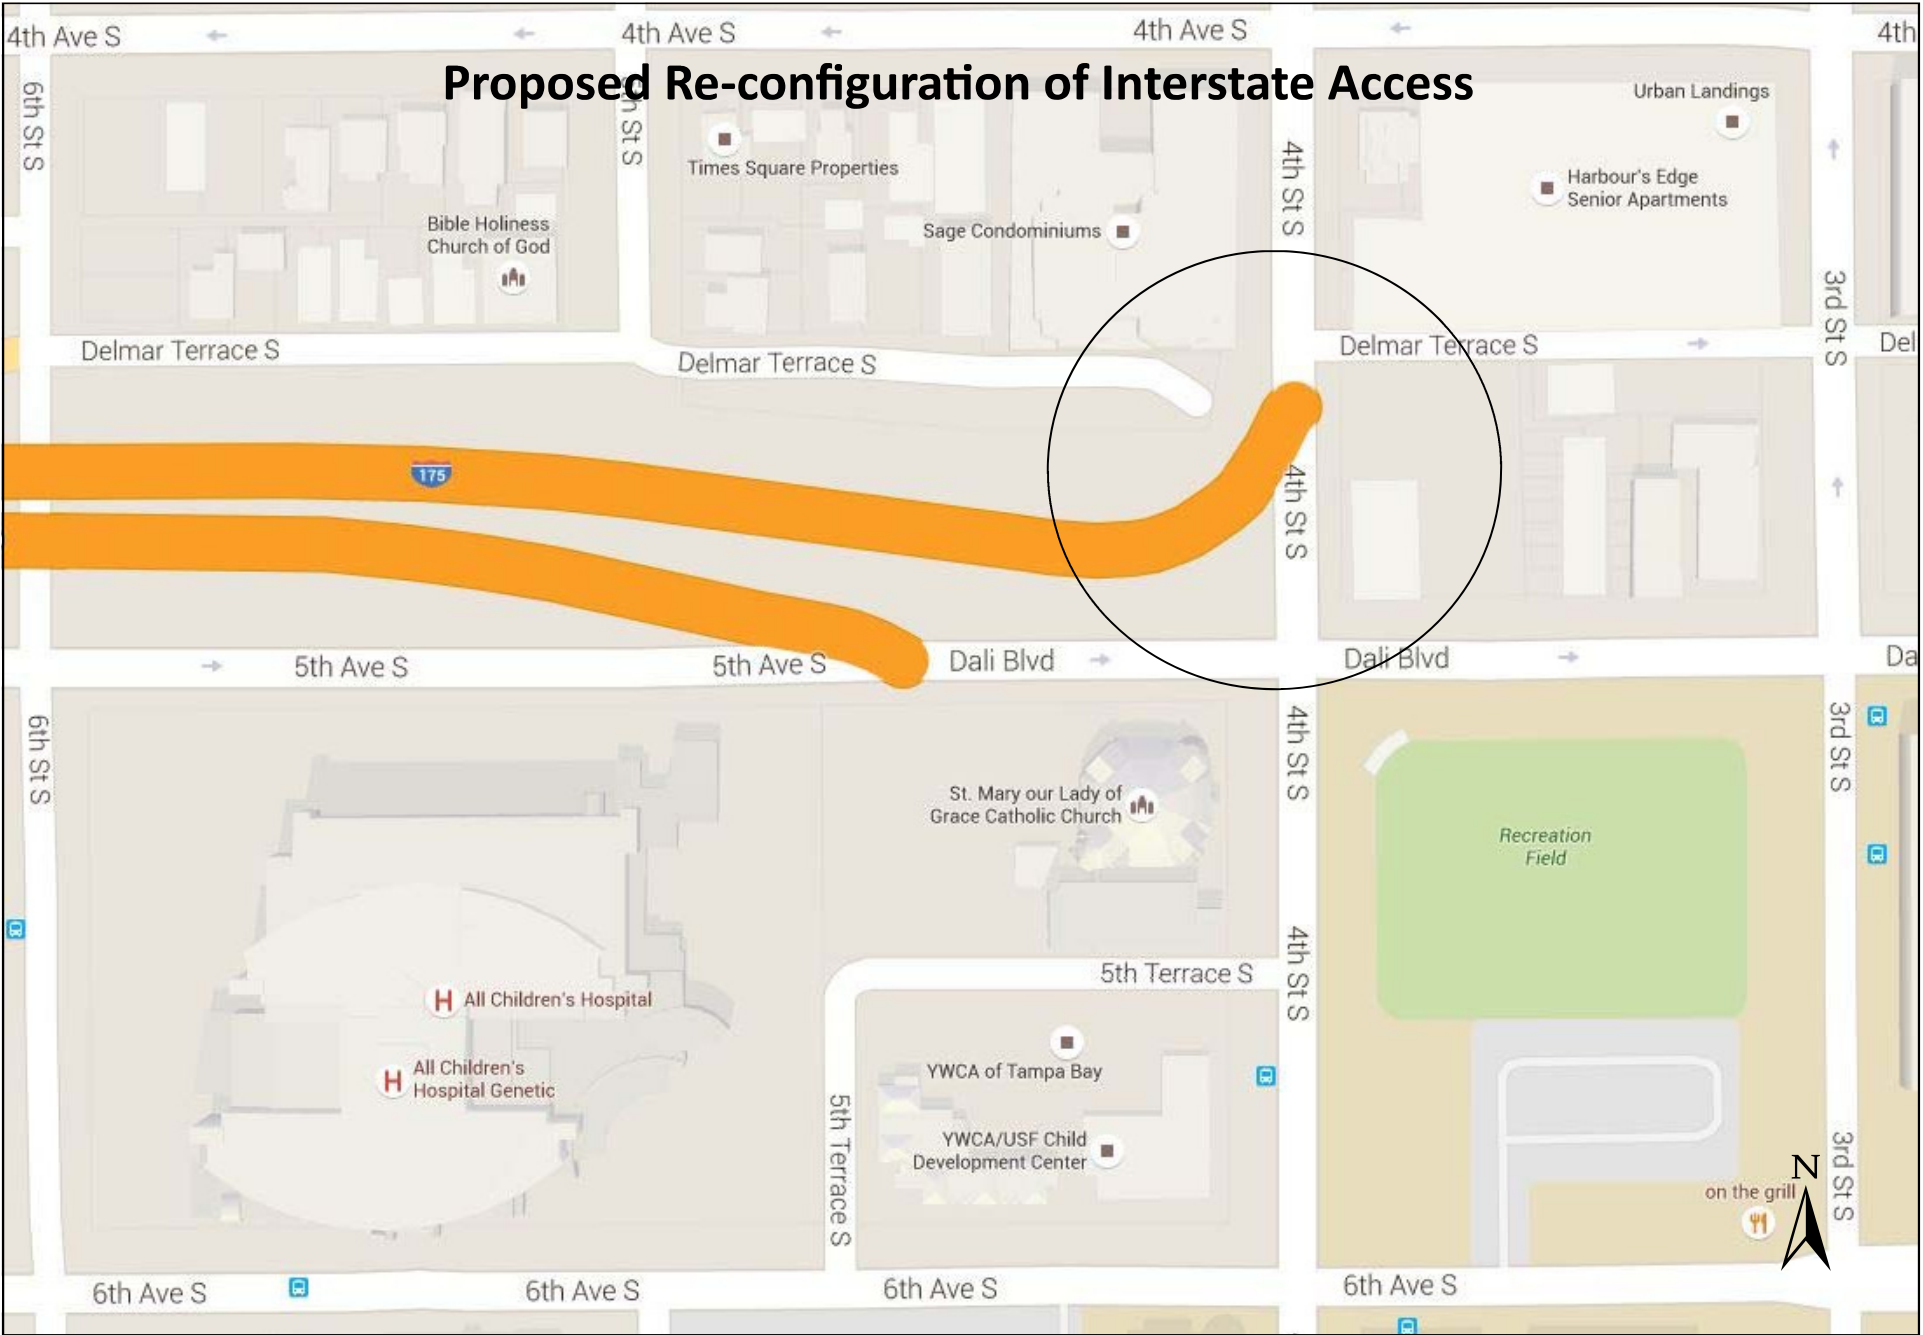 4th Ave S
4th Ave S
4th Ave S
4th
Proposed Re-configuration of Interstate Access
6th St S
5th St S
4th St S
Urban Landings
Times Square Properties
Harbour's Edge
Senior Apartments
Bible Holiness
Church of God
Sage Condominiums
3rd St S
Delmar Terrace S
Delmar Terrace S
Delmar Terrace S
Del
175
4th St S
5th Ave S
5th Ave S
Dali Blvd
Dali Blvd
Da
6th St S
4th St S
3rd St S
St. Mary our Lady of
Grace Catholic Church
Recreation
Field
4th St S
5th Terrace S
H All Children's Hospital
YWCA of Tampa Bay
H All Children's
Hospital Genetic
5th Terrace S
YWCA/USF Child
Development Center
3rd St S
N
on the grill
6th Ave S
6th Ave S
6th Ave S
6th Ave S